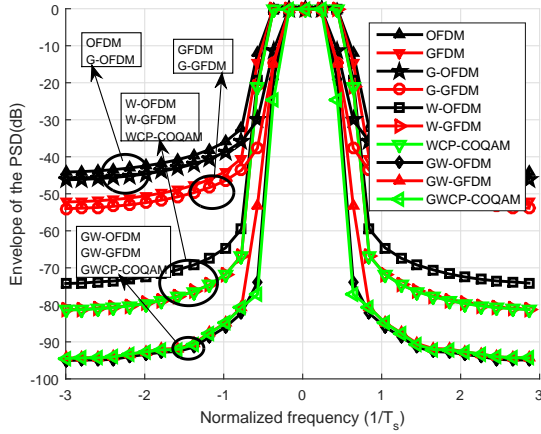 0
-10
-20
-30
-40
-50
-60
-70
-80
-90
-100
-3
-2
-1
0
1
2
3
Envelope of the PSD(dB)
Normalized frequency (1/Ts)
OFDM
G-OFDM
GFDM
G-GFDM
W-OFDM
W-GFDM
WCP-COQAM
GW-OFDM
GW-GFDM
GWCP-COQAM
OFDM
GFDM
G-OFDM
G-GFDM
W-OFDM
W-GFDM
WCP-COQAM
GW-OFDM
GW-GFDM
GWCP-COQAM